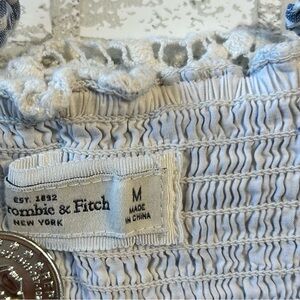 EST. 1892
rombie & Fitch
NEW YORK
M
MADE
IN CHINA